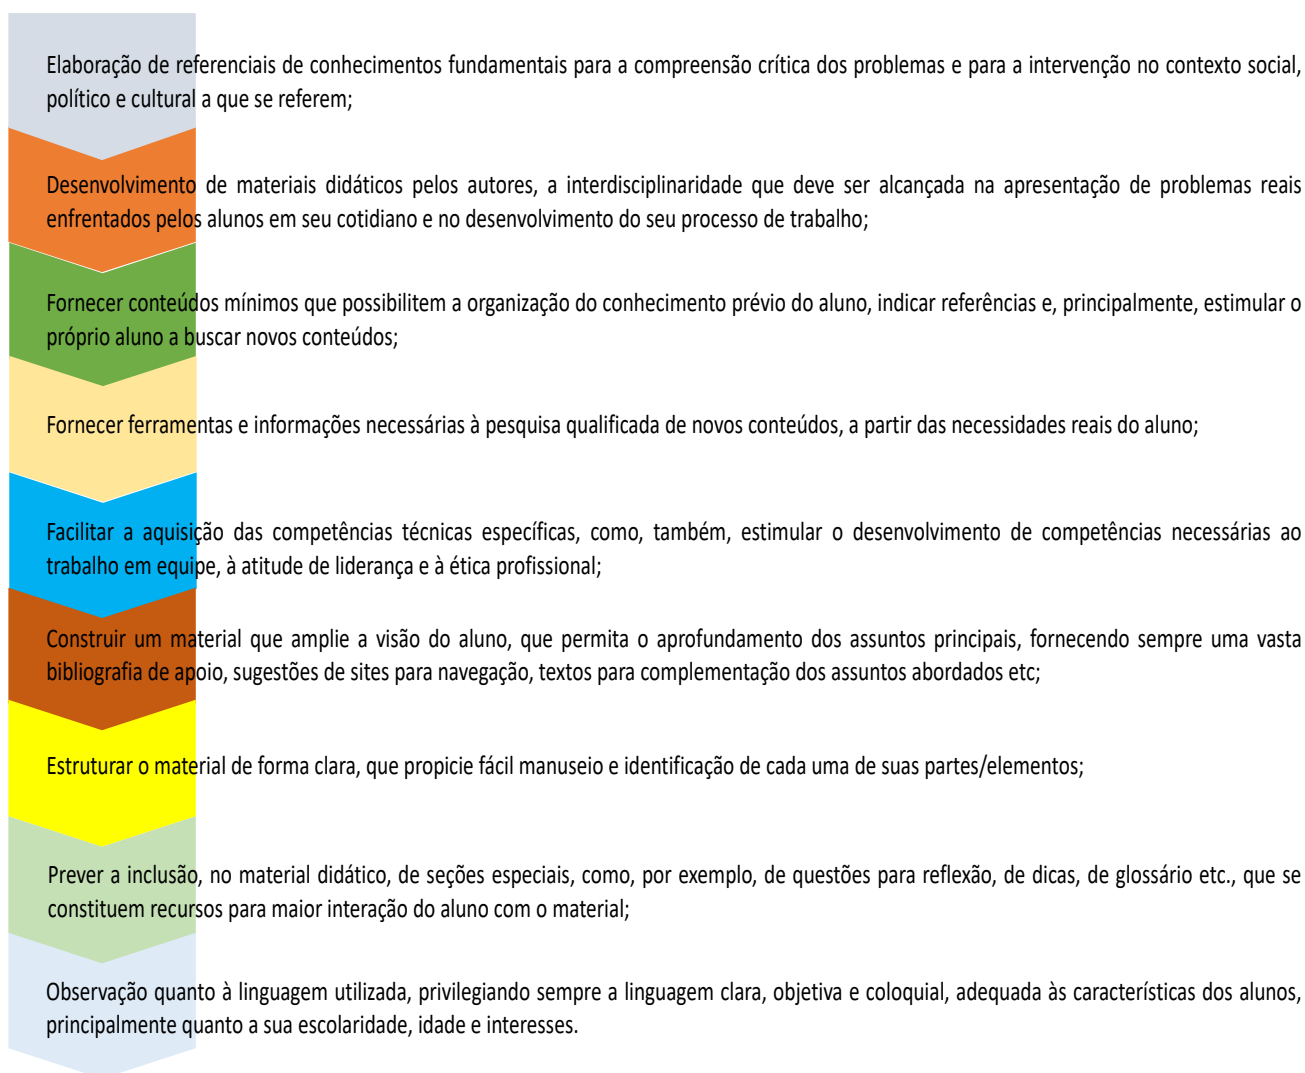 Elaboração de referenciais de conhecimentos fundamentais para a compreensão crítica dos problemas e para a intervenção no contexto social,
político e cultural a que se referem;
Desenvolvimento de materiais didáticos pelos autores, a interdisciplinaridade que deve ser alcançada na apresentação de problemas reais
enfrentados pelos alunos em seu cotidiano e no desenvolvimento do seu processo de trabalho;
Fornecer conteúdos mínimos que possibilitem a organização do conhecimento prévio do aluno, indicar referências e, principalmente, estimular o
próprio aluno a buscar novos conteúdos;
Fornecer ferramentas e informações necessárias à pesquisa qualificada de novos conteúdos, a partir das necessidades reais do aluno;
Facilitar a aquisição das competências técnicas específicas, como, também, estimular o desenvolvimento de competências necessárias ao
trabalho em equipe, à atitude de liderança e à ética profissional;
Construir um material que amplie a visão do aluno, que permita o aprofundamento dos assuntos principais, fornecendo sempre uma vasta
bibliografia de apoio, sugestões de sites para navegação, textos para complementação dos assuntos abordados etc;
Estruturar o material de forma clara, que propicie fácil manuseio e identificação de cada uma de suas partes/elementos;
Prever a inclusão, no material didático, de seções especiais, como, por exemplo, de questões para reflexão, de dicas, de glossário etc., que se
constituem recursos para maior interação do aluno com o material;
Observação quanto à linguagem utilizada, privilegiando sempre a linguagem clara, objetiva e coloquial, adequada às características dos alunos,
principalmente quanto a sua escolaridade, idade e interesses.